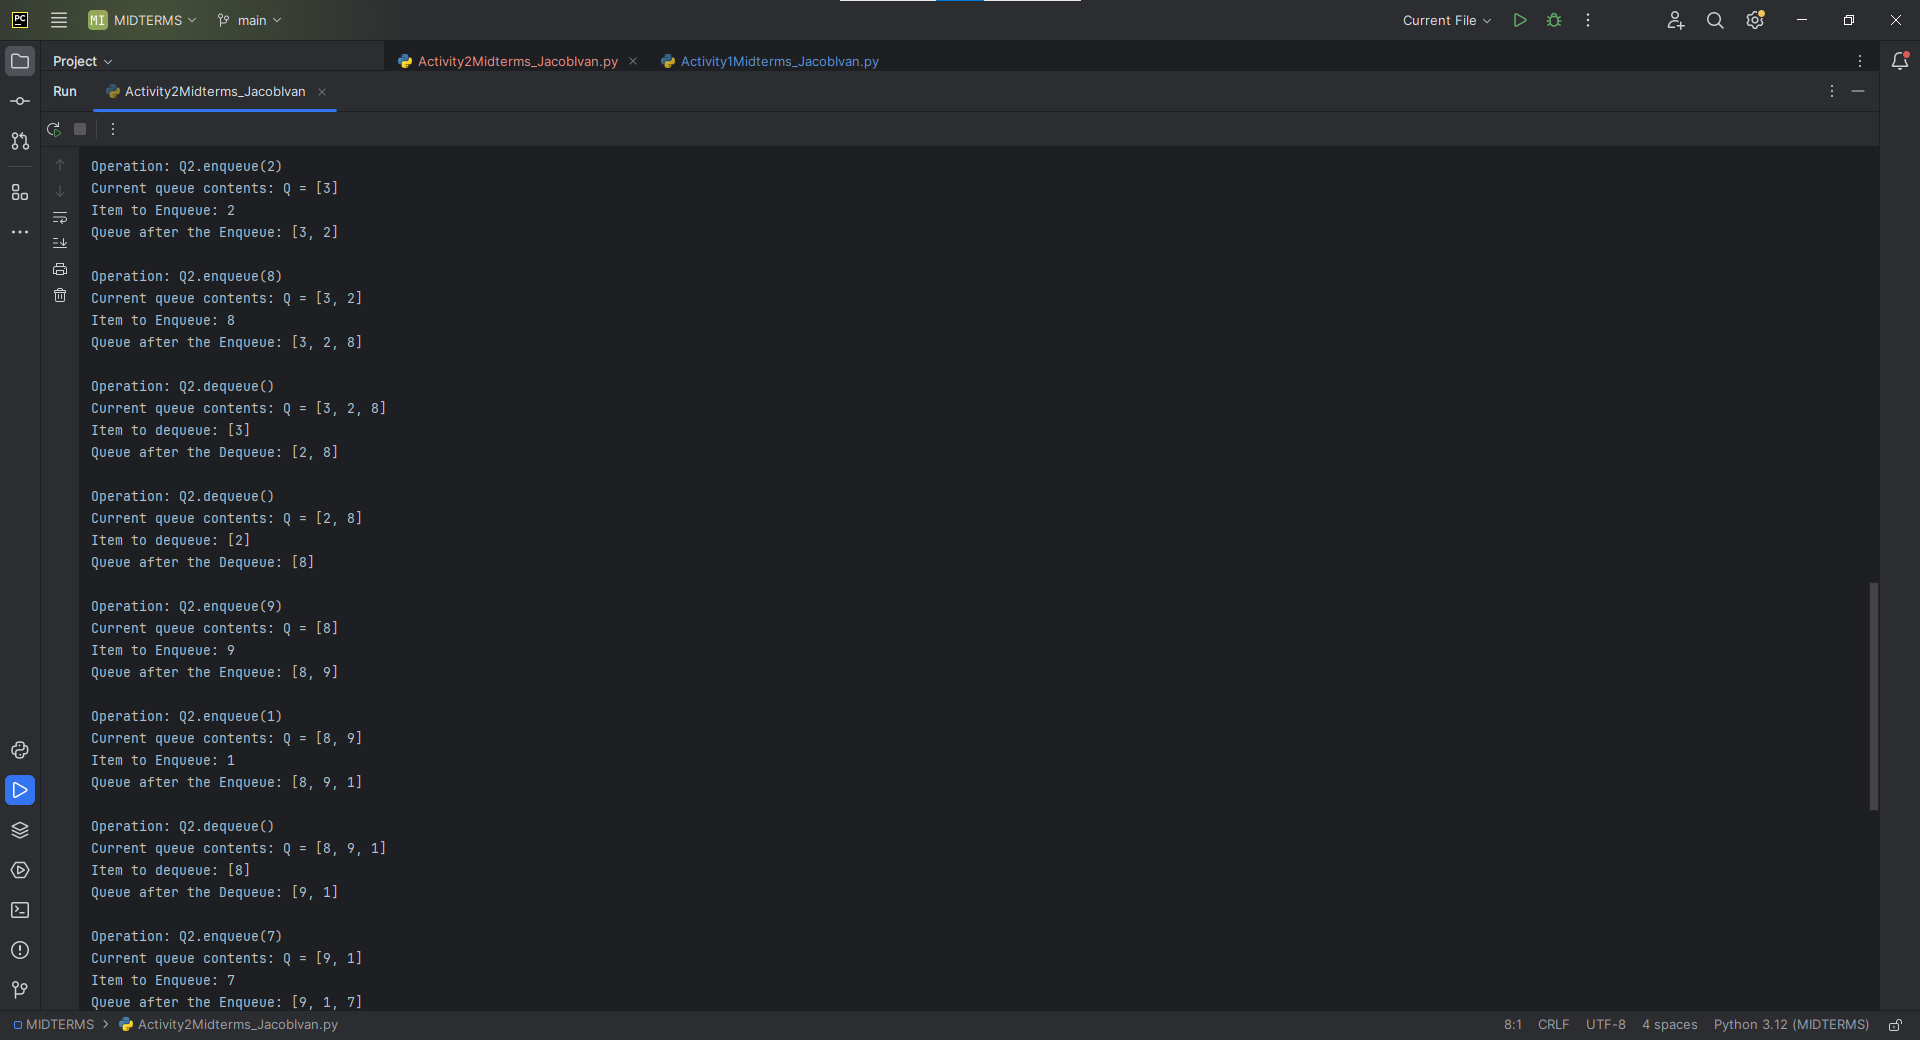 PC
MI MIDTERMS main Current File
Project Activity2Midterms_JacobIvan.py Activity1Midterms_JacobIvan.py
Run Activity2Midterms_JacobIvan
Operation: Q2.enqueue(2)
Current queue contents: Q = [3]
Item to Enqueue: 2
Queue after the Enqueue: [3, 2]
Operation: Q2.enqueue(8)
Current queue contents: Q = [3, 2]
Item to Enqueue: 8
Queue after the Enqueue: [3, 2, 8]
Operation: Q2.dequeue()
Current queue contents: Q = [3, 2, 8]
Item to dequeue: [3]
Queue after the Dequeue: [2, 8]
Operation: Q2.dequeue()
Current queue contents: Q = [2, 8]
Item to dequeue: [2]
Queue after the Dequeue: [8]
Operation: Q2.enqueue(9)
Current queue contents: Q = [8]
Item to Enqueue: 9
Queue after the Enqueue: [8, 9]
Operation: Q2.enqueue(1)
Current queue contents: Q = [8, 9]
Item to Enqueue: 1
Queue after the Enqueue: [8, 9, 1]
Operation: Q2.dequeue()
Current queue contents: Q = [8, 9, 1]
Item to dequeue: [8]
Queue after the Dequeue: [9, 1]
Operation: Q2.enqueue(7)
Current queue contents: Q = [9, 1]
Item to Enqueue: 7
Queue after the Enqueue: [9, 1, 7]
MIDTERMS Activity2Midterms_JacobIvan.py 8:1 CRLF UTF-8 4 spaces Python 3.12 (MIDTERMS)